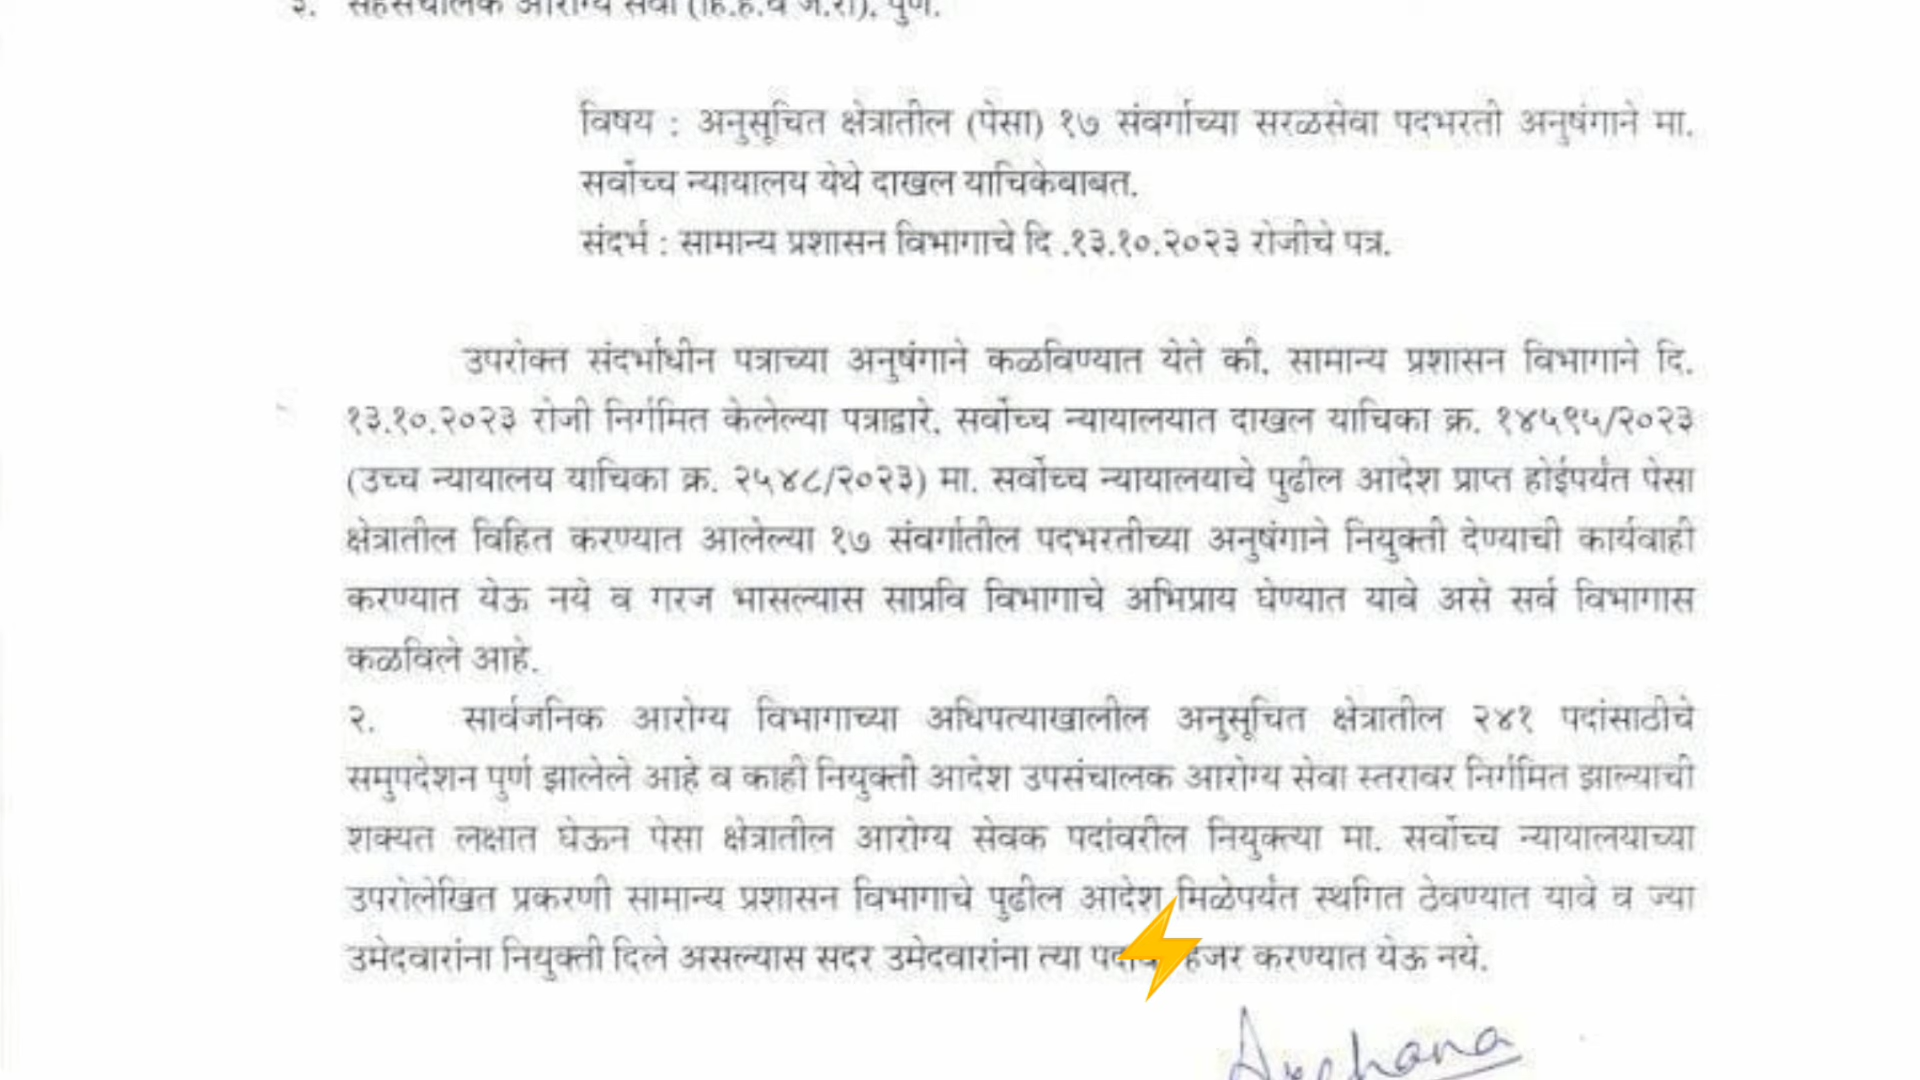 ३. सहसंचालक आरोग्य सेवा (हि.ह.व ज.रो), पुणे.
विषय : अनुसूचित क्षेत्रातील (पेसा) १७ संवर्गाच्या सरळसेवा पदभरती अनुषंगाने मा.
सर्वोच्च न्यायालय येथे दाखल याचिकेबाबत.
संदर्भ : सामान्य प्रशासन विभागाचे दि .१३.१०.२०२३ रोजीचे पत्र.
उपरोक्त संदर्भाधीन पत्राच्या अनुषंगाने कळविण्यात येते की, सामान्य प्रशासन विभागाने दि.
१३.१०.२०२३ रोजी निर्गमित केलेल्या पत्राद्वारे, सर्वोच्च न्यायालयात दाखल याचिका क्र. १४५९५/२०२३
(उच्च न्यायालय याचिका क्र. २५४८/२०२३) मा. सर्वोच्च न्यायालयाचे पुढील आदेश प्राप्त होईपर्यंत पेसा
क्षेत्रातील विहित करण्यात आलेल्या १७ संवर्गातील पदभरतीच्या अनुषंगाने नियुक्ती देण्याची कार्यवाही
करण्यात येऊ नये व गरज भासल्यास साप्रवि विभागाचे अभिप्राय घेण्यात यावे असे सर्व विभागास
कळविले आहे.
२. सार्वजनिक आरोग्य विभागाच्या अधिपत्याखालील अनुसूचित क्षेत्रातील २४१ पदांसाठीचे
समुपदेशन पुर्ण झालेले आहे व काही नियुक्ती आदेश उपसंचालक आरोग्य सेवा स्तरावर निर्गमित झाल्याची
शक्यत लक्षात घेऊन पेसा क्षेत्रातील आरोग्य सेवक पदांवरील नियुक्त्या मा. सर्वोच्च न्यायालयाच्या
उपरोलेखित प्रकरणी सामान्य प्रशासन विभागाचे पुढील आदेश मिळेपर्यंत स्थगित ठेवण्यात यावे व ज्या
उमेदवारांना नियुक्ती दिले असल्यास सदर उमेदवारांना त्या हजर करण्यात येऊ नये.
Archana